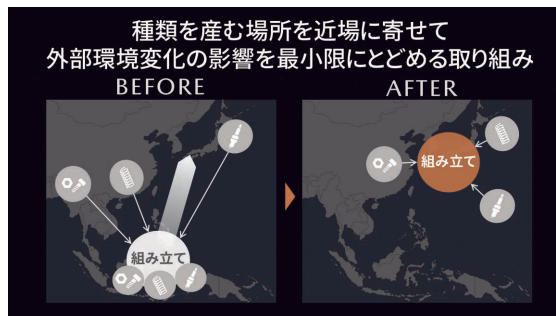 種類を産む場所を近場に寄せて
外部環境変化の影響を最小限にとどめる取り組み
BEFORE
AFTER
組み立て
組み立て